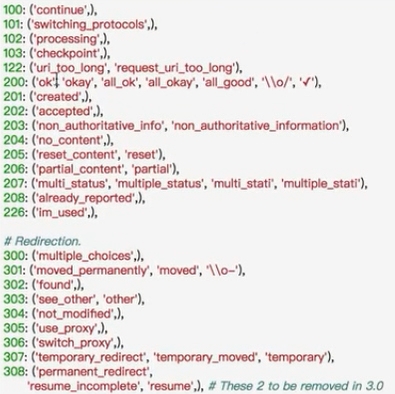 100: ('continue',),
101: ('switching_protocols',),
102: ('processing',),
103: ('checkpoint',),
122: ('uri_too_long', 'request_uri_too_long'),
200: ('ok', 'okay', 'all_ok', 'all_okay', 'all_good', '\\o/', '✓'),
201: ('created',),
202: ('accepted',),
203: ('non_authoritative_info', 'non_authoritative_information'),
204: ('no_content',),
205: ('reset_content', 'reset'),
206: ('partial_content', 'partial'),
207: ('multi_status', 'multiple_status', 'multi_stati', 'multiple_stati'),
208: ('already_reported',),
226: ('im_used',),
# Redirection.
300: ('multiple_choices',),
301: ('moved_permanently', 'moved', '\\o-'),
302: ('found',),
303: ('see_other', 'other'),
304: ('not_modified',),
305: ('use_proxy',),
306: ('switch_proxy',),
307: ('temporary_redirect', 'temporary_moved', 'temporary'),
308: ('permanent_redirect',
'resume_incomplete', 'resume',), # These 2 to be removed in 3.0